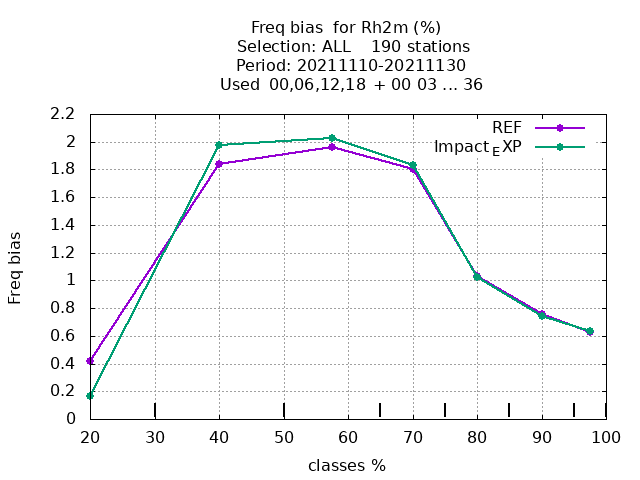 Freq bias  for Rh2m (%)
Selection: ALL    190 stations
Period: 20211110-20211130
Used  00,06,12,18  + 00 03 ... 36
REF
Impact_EXP
2.2
2
1.8
1.6
1.4
1.2
1
0.8
0.6
0.4
0.2
0
Freq bias
20 30 40 50 60 70 80 90 100
classes %